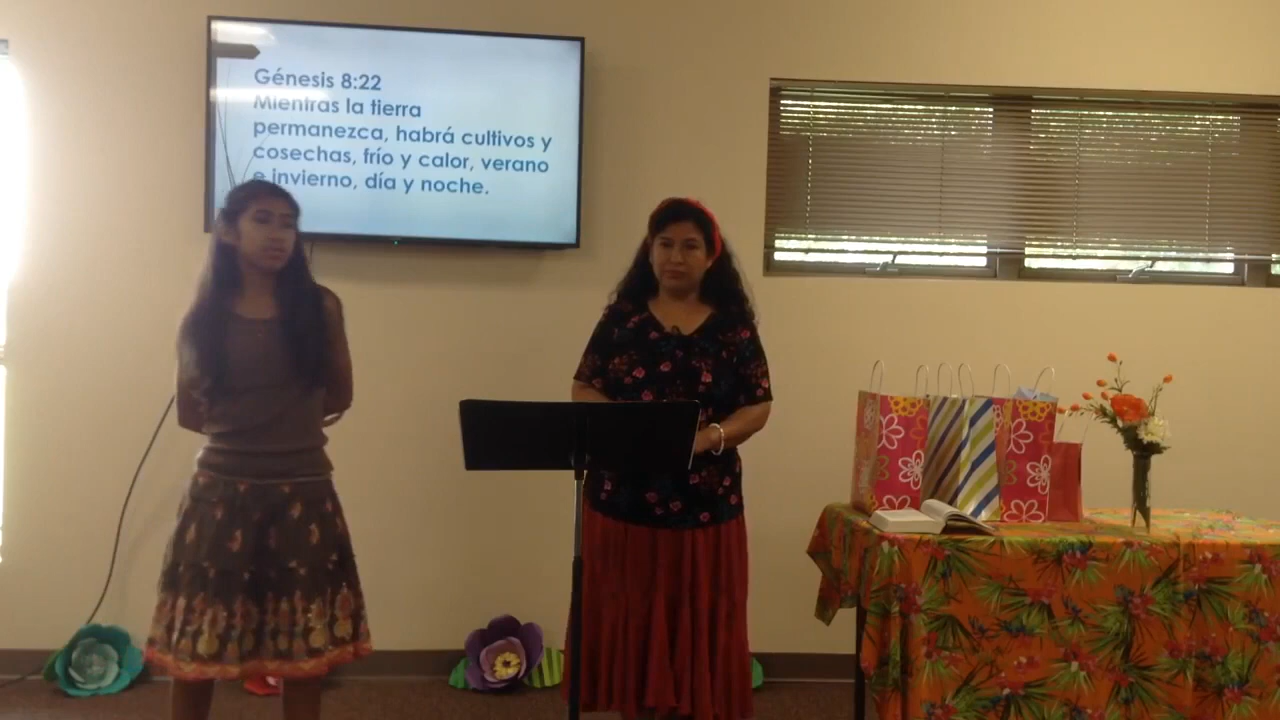 Génesis 8:22
Mientras la tierra
permanezca, habrá cultivos y
cosechas, frío y calor, verano
e invierno, día y noche.